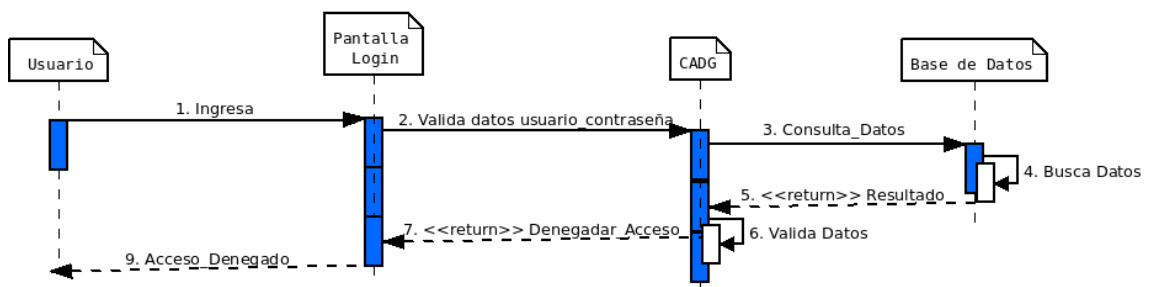 Usuario
Pantalla
Login
CADG
Base de Datos
1. Ingresa
2. Valida datos usuario_contraseña
3. Consulta_Datos
4. Busca Datos
5. <<return>> Resultado
6. Valida Datos
7. <<return>> Denegadar_Acceso
9. Acceso_Denegado